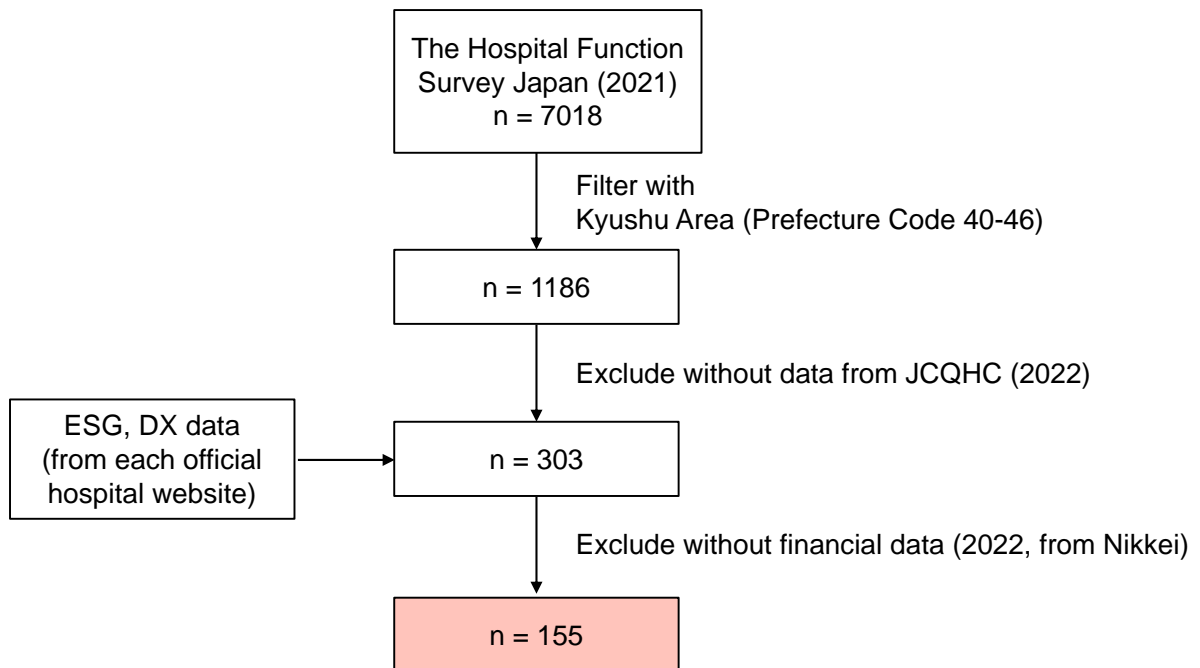 The Hospital Function
Survey Japan (2021)
n = 7018
Filter with
Kyushu Area (Prefecture Code 40-46)
n = 1186
Exclude without data from JCQHC (2022)
ESG, DX data
(from each official
hospital website)
n = 303
Exclude without financial data (2022, from Nikkei)
n = 155